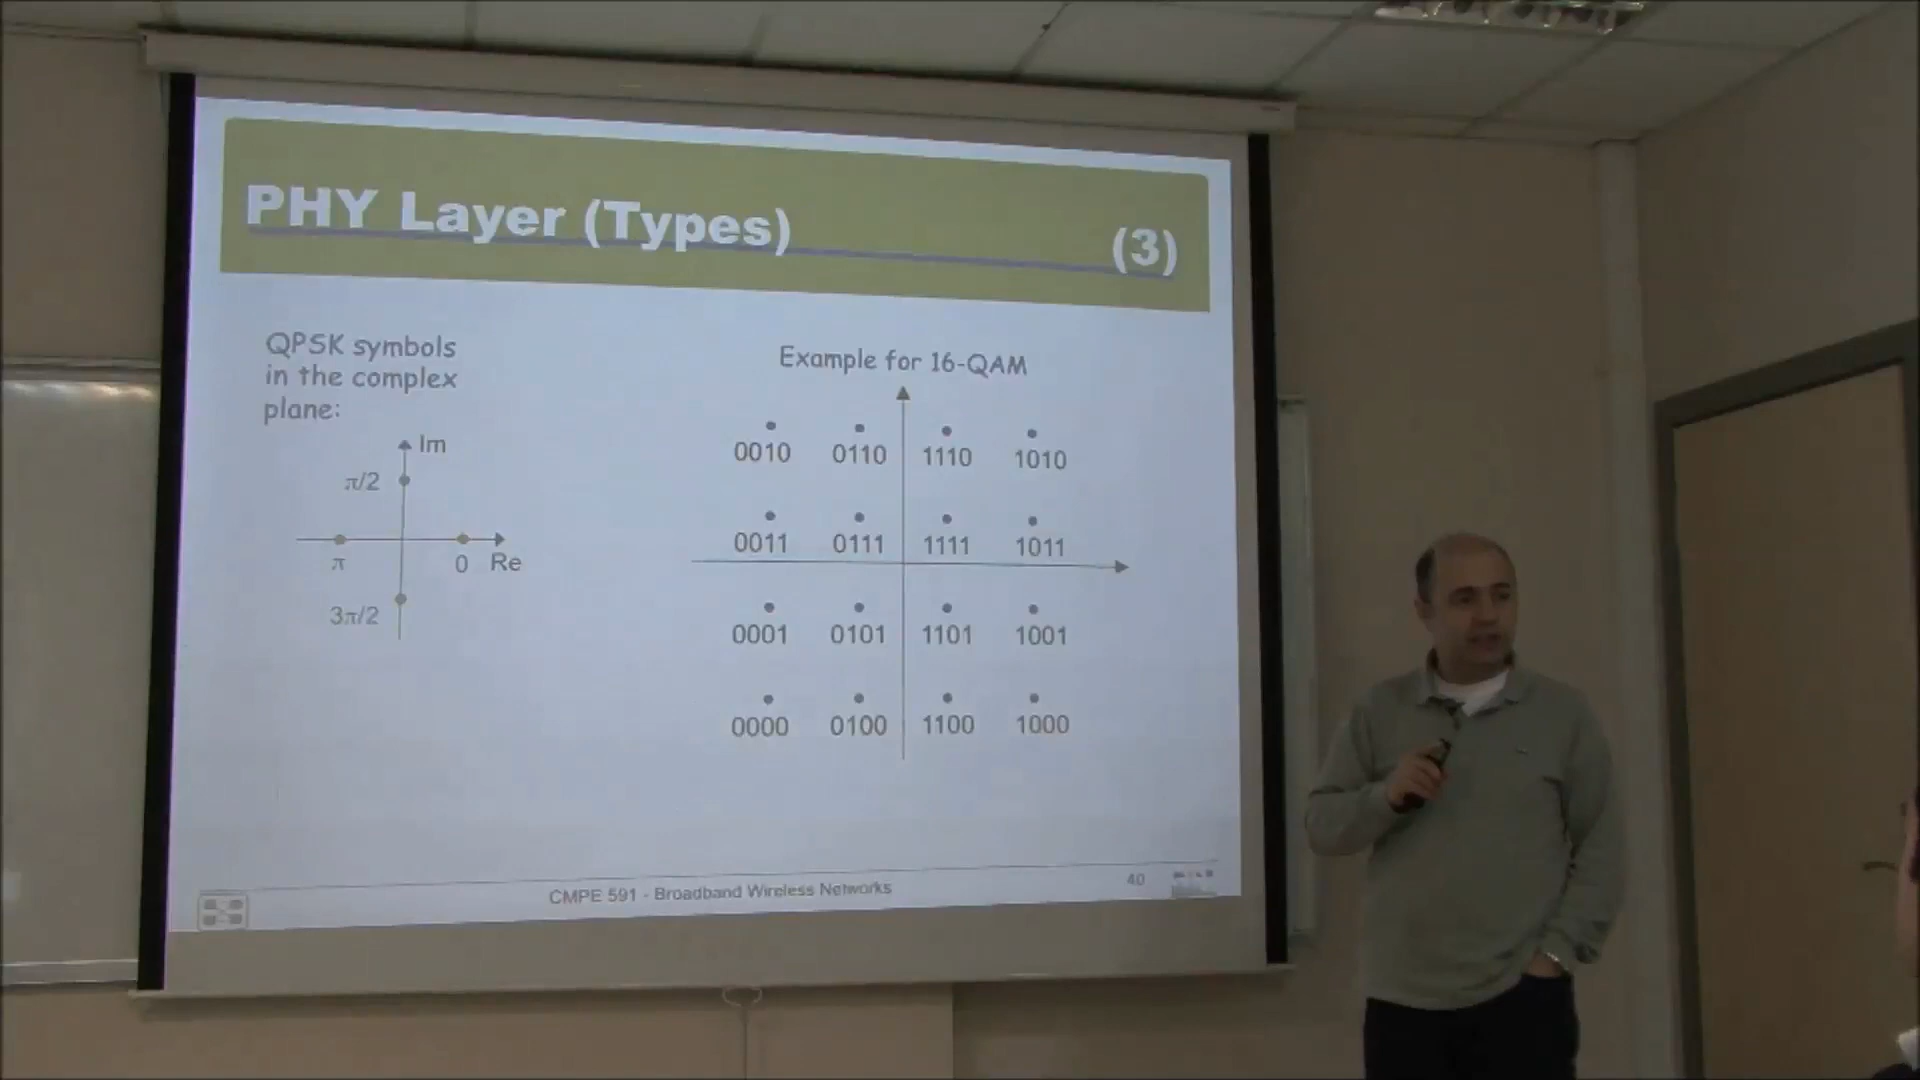 PHY Layer (Types)
(3)
QPSK symbols
in the complex
plane:
Im
π/2
π
0 Re
3π/2
Example for 16-QAM
0010 0110 1110 1010
0011 0111 1111 1011
0001 0101 1101 1001
0000 0100 1100 1000
CMPE 591 - Broadband Wireless Networks
40